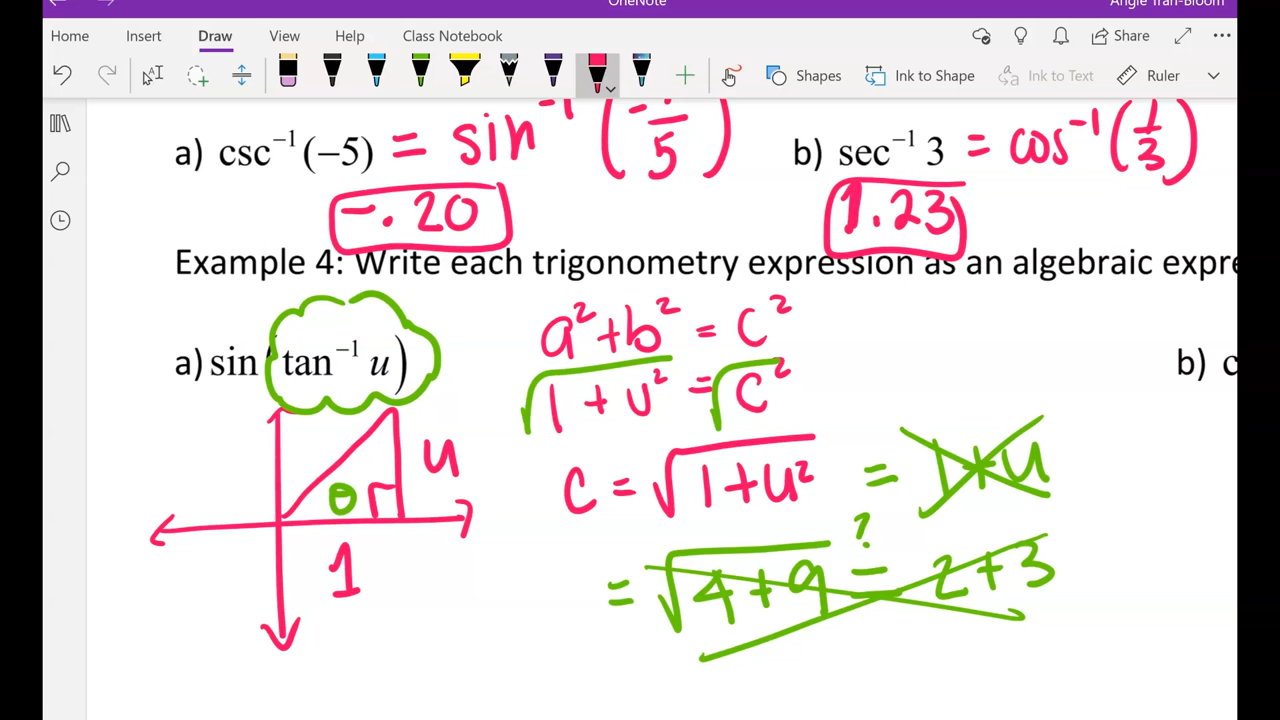 OneNote
Angie Tran-Bloom
Home Insert Draw View Help Class Notebook Share
Shapes Ink to Shape Ink to Text Ruler
a) csc⁻¹(−5) = sin⁻¹(-1/5) b) sec⁻¹ 3 = cos⁻¹(1/3)
-.20 1.23
Example 4: Write each trigonometry expression as an algebraic expre
a² + b² = c²
a) sin(tan⁻¹ u) b) c
√1 + u² = √c²
u
c = √1+u² = 1+u
θ
?
1
= √4+9 = 2+3